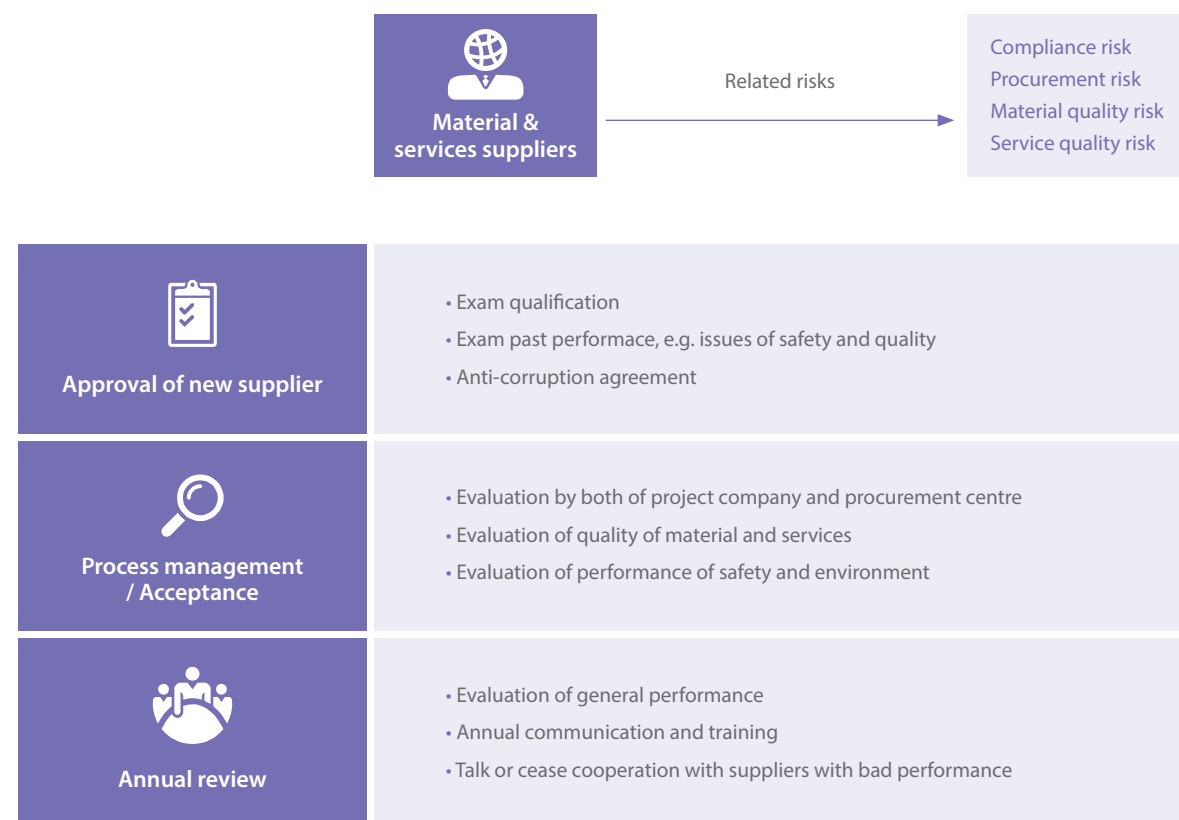 Material &
services suppliers
Related risks
Compliance risk
Procurement risk
Material quality risk
Service quality risk
Approval of new supplier
• Exam qualification
• Exam past performace, e.g. issues of safety and quality
• Anti-corruption agreement
Process management
/ Acceptance
• Evaluation by both of project company and procurement centre
• Evaluation of quality of material and services
• Evaluation of performance of safety and environment
Annual review
• Evaluation of general performance
• Annual communication and training
• Talk or cease cooperation with suppliers with bad performance